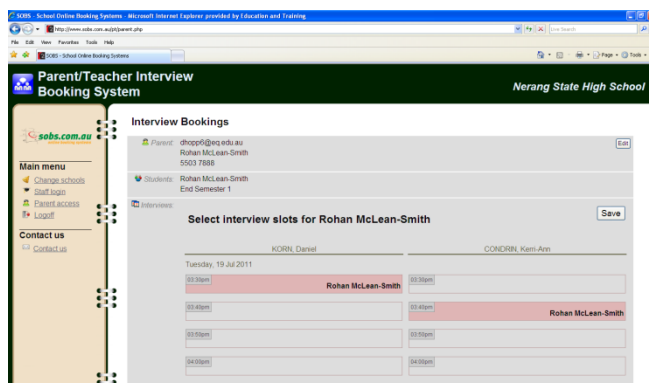 SOBS - School Online Booking Systems - Microsoft Internet Explorer provided by Education and Training
http://www.sobs.com.au/pt/parent.php
Live Search
File Edit View Favorites Tools Help
SOBS - School Online Booking Systems
Page Tools
Parent/Teacher Interview
Booking System
Nerang State High School
sobs.com.au
Main menu
Change schools
Staff login
Parent access
Logoff
Contact us
Contact us
Interview Bookings
Parent: dhopp6@eq.edu.au Edit
Rohan McLean-Smith
5503 7888
Students: Rohan McLean-Smith
End Semester 1
Interviews:
Select interview slots for Rohan McLean-Smith Save
KORN, Daniel CONDRIN, Kerri-Ann
Tuesday, 19 Jul 2011
03:30pm Rohan McLean-Smith 03:30pm
03:40pm 03:40pm Rohan McLean-Smith
03:50pm 03:50pm
04:00pm 04:00pm